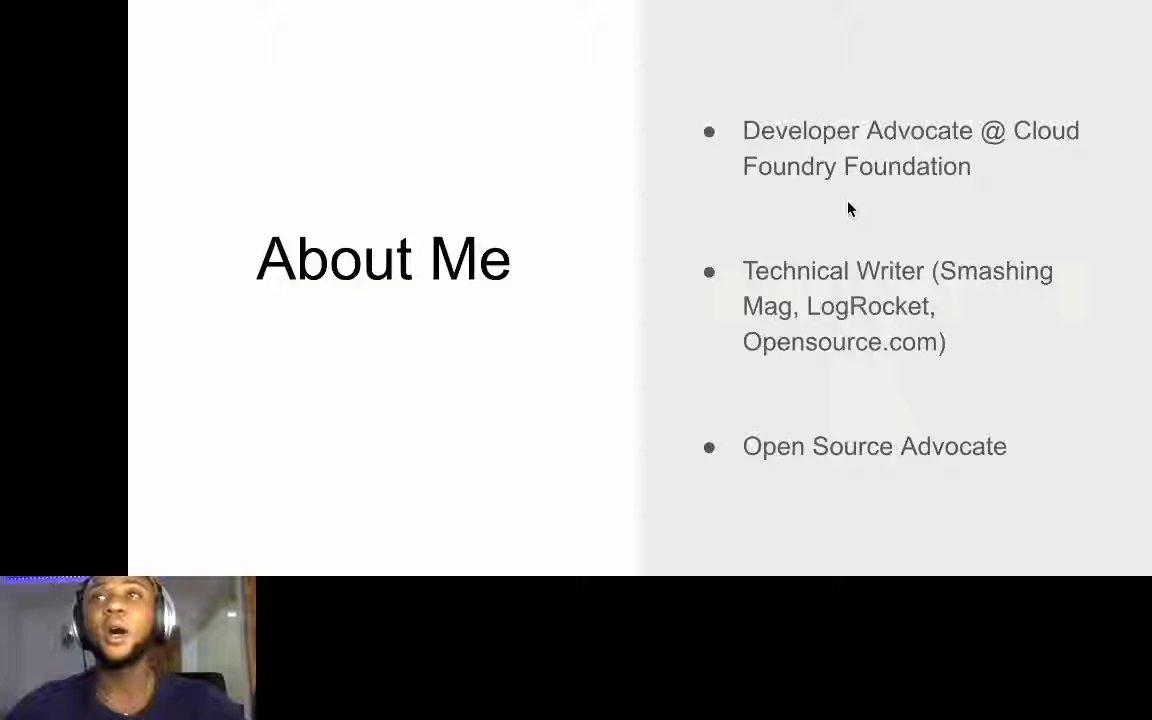 About Me
● Developer Advocate @ Cloud
Foundry Foundation
● Technical Writer (Smashing
Mag, LogRocket,
Opensource.com)
● Open Source Advocate